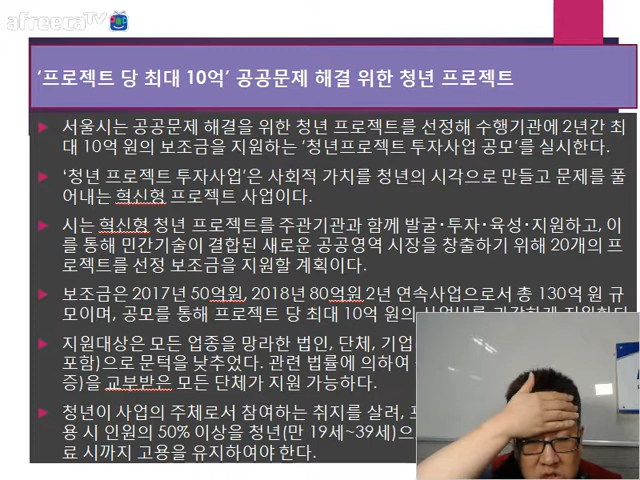 afreecaTV
‘프로젝트 당 최대 10억’ 공공문제 해결 위한 청년 프로젝트
서울시는 공공문제 해결을 위한 청년 프로젝트를 선정해 수행기관에 2년간 최
대 10억 원의 보조금을 지원하는 ‘청년프로젝트 투자사업 공모’를 실시한다.
‘청년 프로젝트 투자사업’은 사회적 가치를 청년의 시각으로 만들고 문제를 풀
어내는 혁신형 프로젝트 사업이다.
시는 혁신형 청년 프로젝트를 주관기관과 함께 발굴·투자·육성·지원하고, 이
를 통해 민간기술이 결합된 새로운 공공영역 시장을 창출하기 위해 20개의 프
로젝트를 선정 보조금을 지원할 계획이다.
보조금은 2017년 50억원, 2018년 80억원 2년 연속사업으로서 총 130억 원 규
모이며, 공모를 통해 프로젝트 당 최대 10억 원의
지원대상은 모든 업종을 망라한 법인, 단체, 기업
포함)으로 문턱을 낮추었다. 관련 법률에 의하여
증)을 교부받은 모든 단체가 지원 가능하다.
청년이 사업의 주체로서 참여하는 취지를 살려,
용 시 인원의 50% 이상을 청년(만 19세~39세)으
료 시까지 고용을 유지하여야 한다.